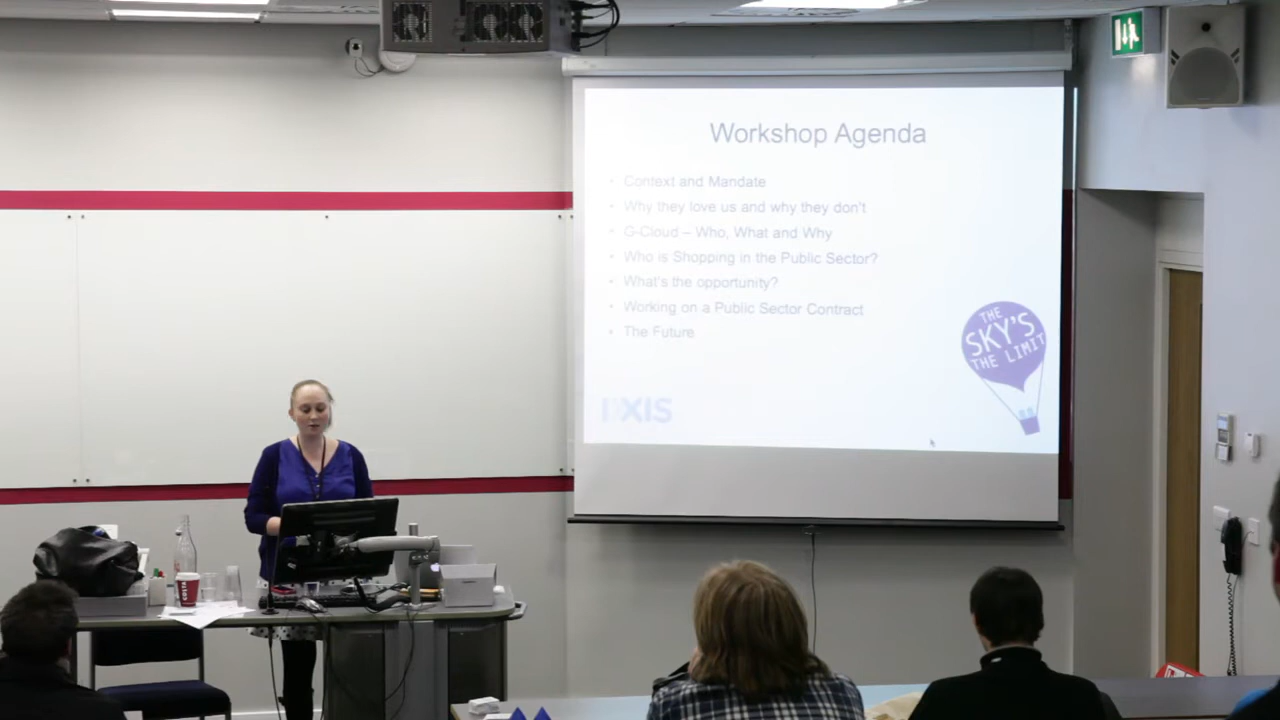 Workshop Agenda
• Context and Mandate
• Why they love us and why they don't
• G-Cloud – Who, What and Why
• Who is Shopping in the Public Sector?
• What's the opportunity?
• Working on a Public Sector Contract
• The Future
THE
SKY'S
THE LIMIT